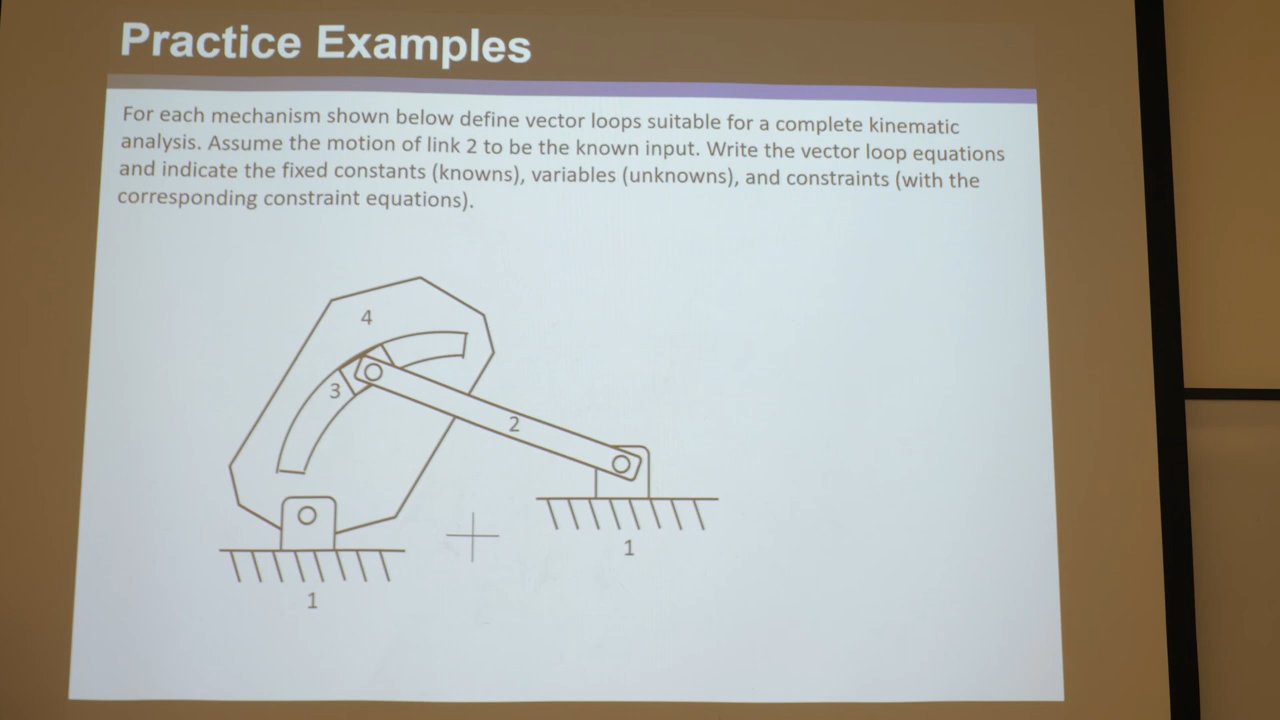 Practice Examples
For each mechanism shown below define vector loops suitable for a complete kinematic
analysis. Assume the motion of link 2 to be the known input. Write the vector loop equations
and indicate the fixed constants (knowns), variables (unknowns), and constraints (with the
corresponding constraint equations).
4
3
2
1
1